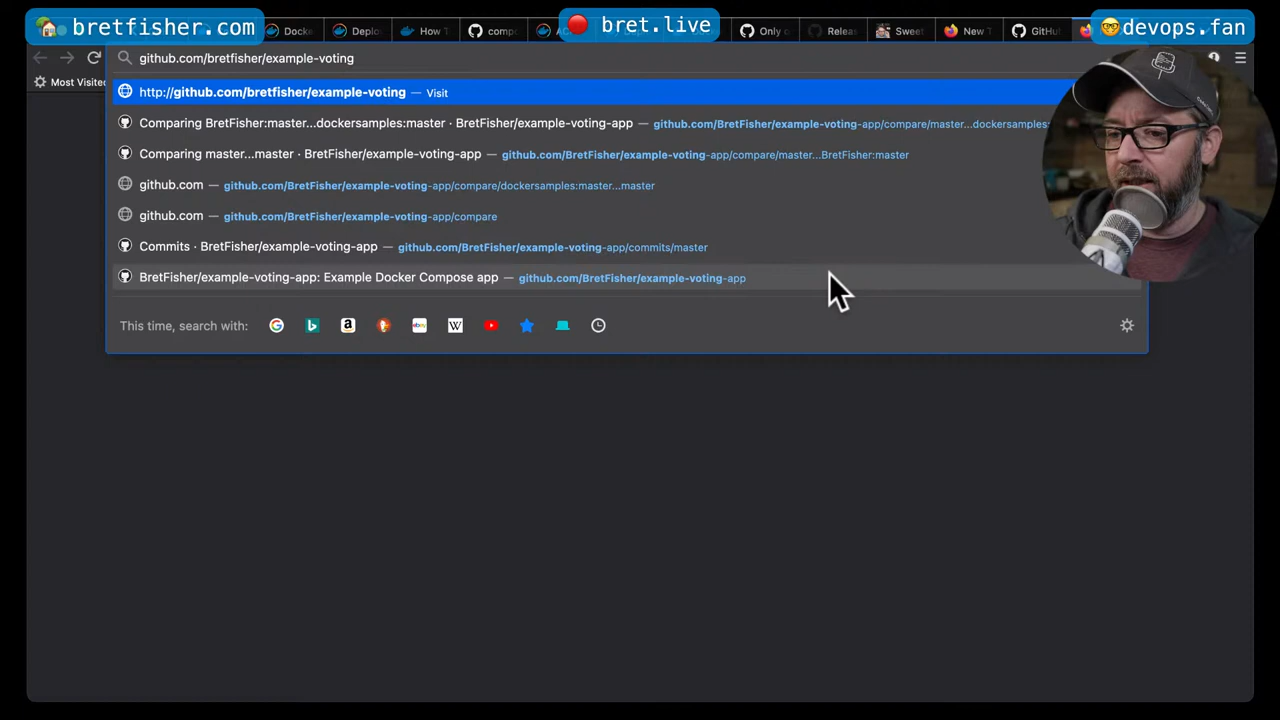 bretfisher.com
bret.live
devops.fan
Docke
Deplo
How T
comp
AC
Only o
Releas
Sweet
New T
GitHu
github.com/bretfisher/example-voting
Most Visited
http://github.com/bretfisher/example-voting — Visit
Comparing BretFisher:master...dockersamples:master · BretFisher/example-voting-app — github.com/BretFisher/example-voting-app/compare/master...dockersamples:
Comparing master...master · BretFisher/example-voting-app — github.com/BretFisher/example-voting-app/compare/master...BretFisher:master
github.com — github.com/BretFisher/example-voting-app/compare/dockersamples:master...master
github.com — github.com/BretFisher/example-voting-app/compare
Commits · BretFisher/example-voting-app — github.com/BretFisher/example-voting-app/commits/master
BretFisher/example-voting-app: Example Docker Compose app — github.com/BretFisher/example-voting-app
This time, search with: